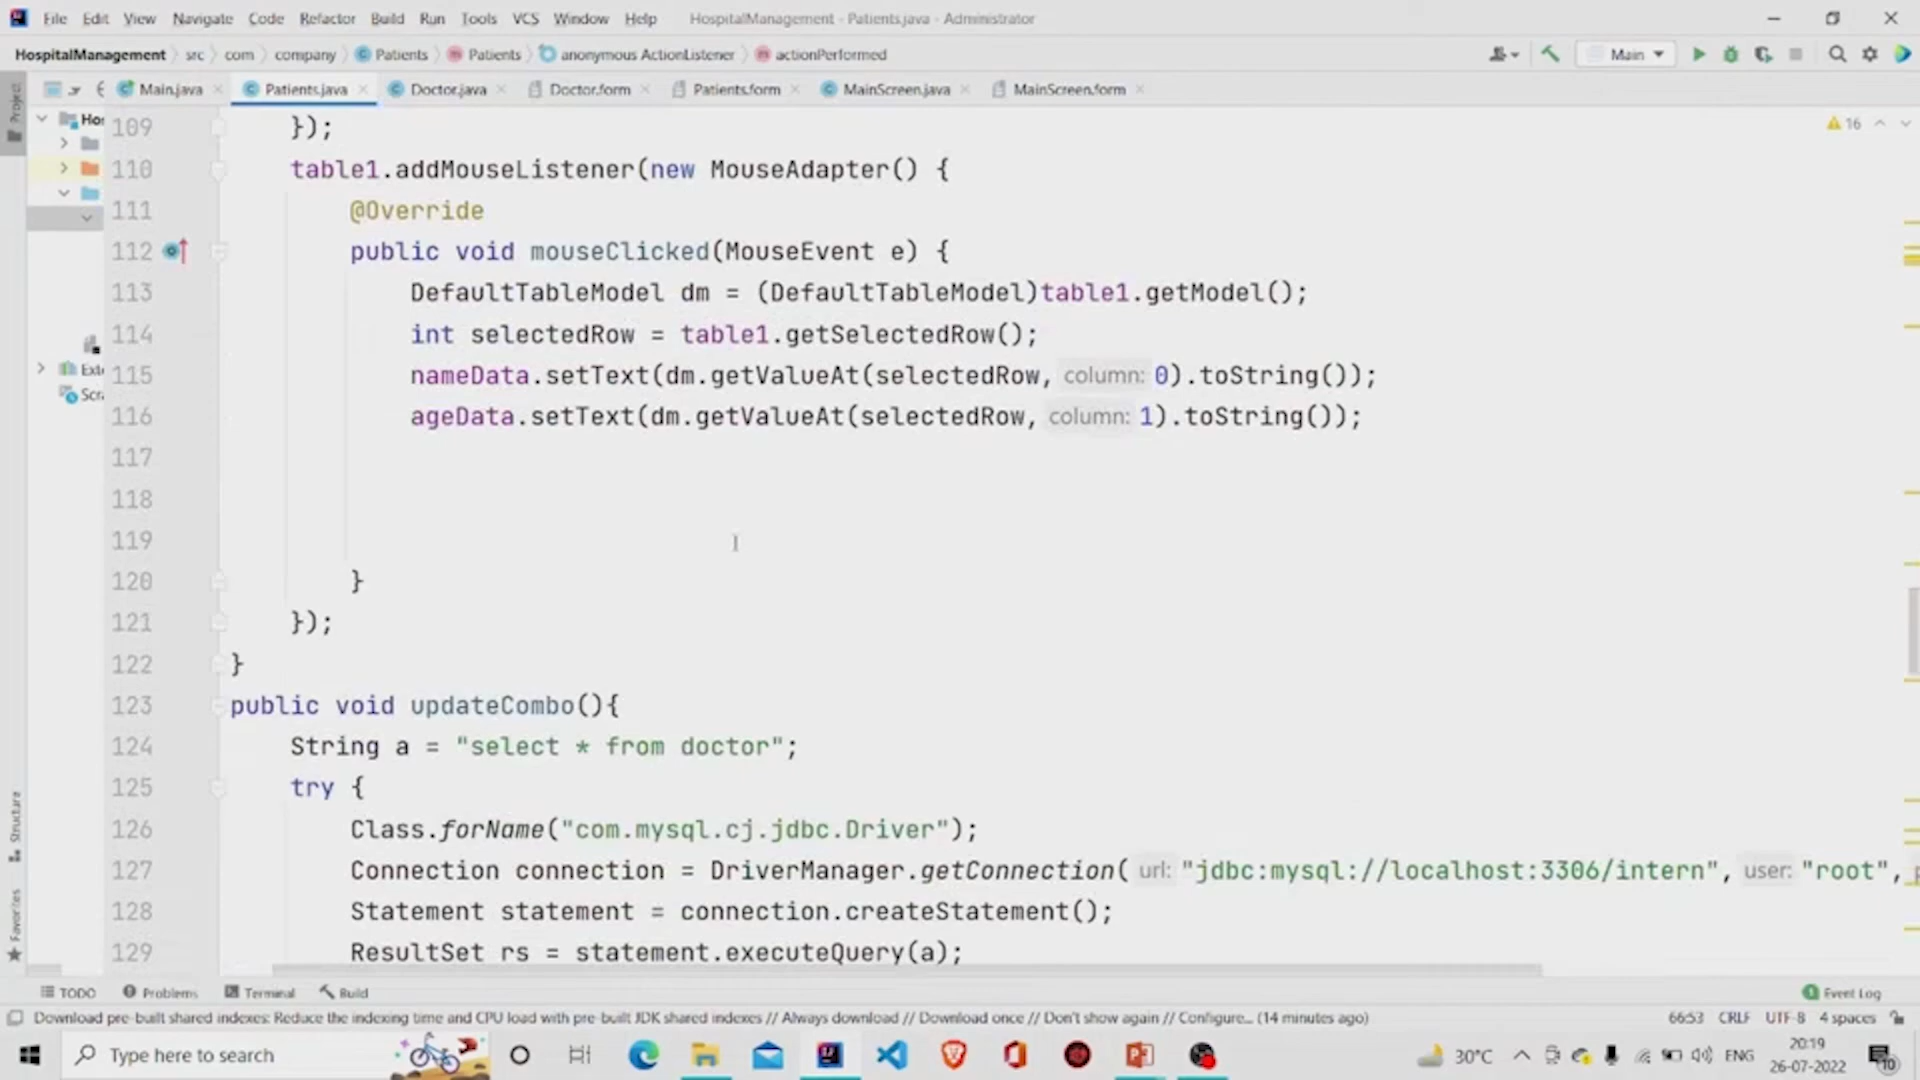 File Edit View Navigate Code Refactor Build Run Tools VCS Window Help HospitalManagement - Patients.java - Administrator
HospitalManagement src com company Patients Patients anonymous ActionListener actionPerformed Main
Main.java Patients.java Doctor.java Doctor.form Patients.form MainScreen.java MainScreen.form
Project
Hos
Exte
Scra
Structure
Favorites
16
109 });
110 table1.addMouseListener(new MouseAdapter() {
111 @Override
112 public void mouseClicked(MouseEvent e) {
113 DefaultTableModel dm = (DefaultTableModel)table1.getModel();
114 int selectedRow = table1.getSelectedRow();
115 nameData.setText(dm.getValueAt(selectedRow, column: 0).toString());
116 ageData.setText(dm.getValueAt(selectedRow, column: 1).toString());
117
118
119
120 }
121 });
122 }
123 public void updateCombo(){
124 String a = "select * from doctor";
125 try {
126 Class.forName("com.mysql.cj.jdbc.Driver");
127 Connection connection = DriverManager.getConnection( url: "jdbc:mysql://localhost:3306/intern", user: "root",
128 Statement statement = connection.createStatement();
129 ResultSet rs = statement.executeQuery(a);
TODO Problems Terminal Build 1 Event Log
Download pre-built shared indexes: Reduce the indexing time and CPU load with pre-built JDK shared indexes // Always download // Download once // Don't show again // Configure... (14 minutes ago) 66:53 CRLF UTF-8 4 spaces
Type here to search 30°C ENG 20:19
26-07-2022 10